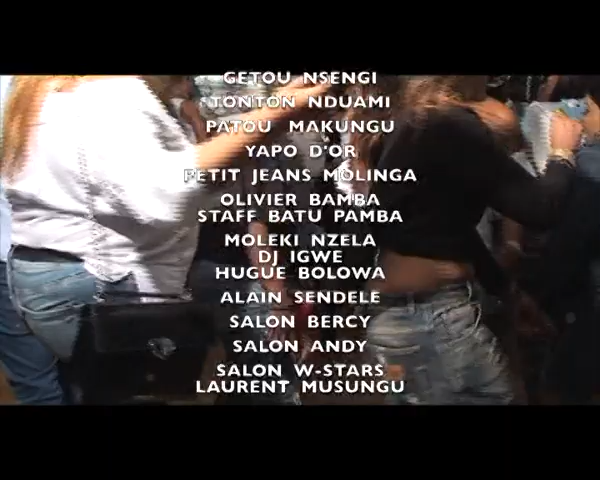 GETOU NSENGI
TONTON NDUAMI
PATOU MAKUNGU
YAPO D'OR
PETIT JEANS MOLINGA
OLIVIER BAMBA
STAFF BATU PAMBA
MOLEKI NZELA
DJ IGWE
HUGUE BOLOWA
ALAIN SENDELE
SALON BERCY
SALON ANDY
SALON W-STARS
LAURENT MUSUNGU